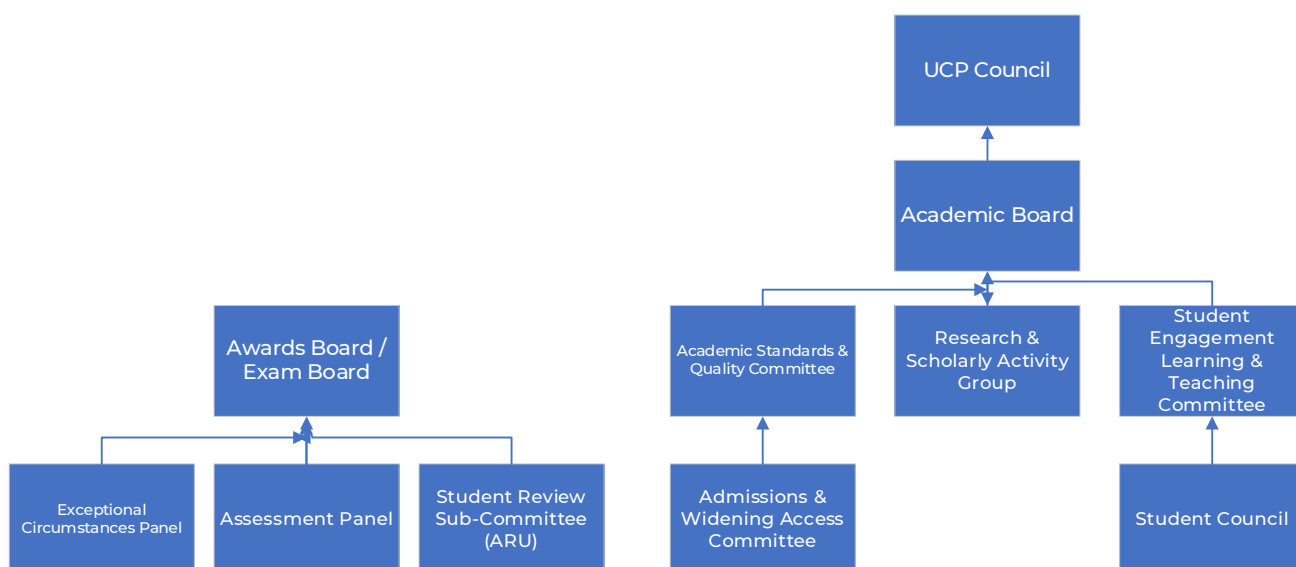 UCP Council
Academic Board
Awards Board /
Exam Board
Academic Standards &
Quality Committee
Research &
Scholarly Activity
Group
Student
Engagement
Learning &
Teaching
Committee
Exceptional
Circumstances Panel
Assessment Panel
Student Review
Sub-Committee
(ARU)
Admissions &
Widening Access
Committee
Student Council